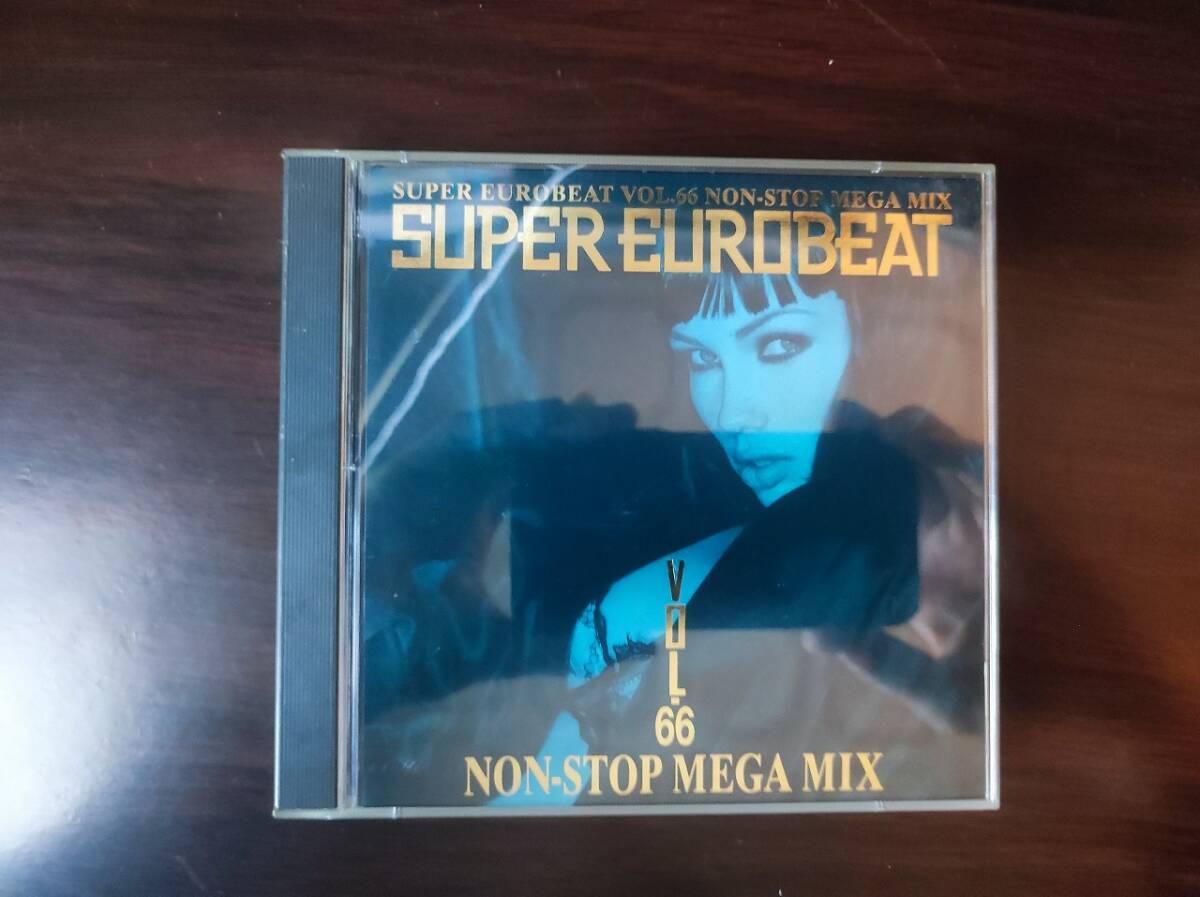 SUPER EUROBEAT VOL.66 NON-STOP MEGA MIX
SUPER EUROBEAT
VOL.
66
NON-STOP MEGA MIX